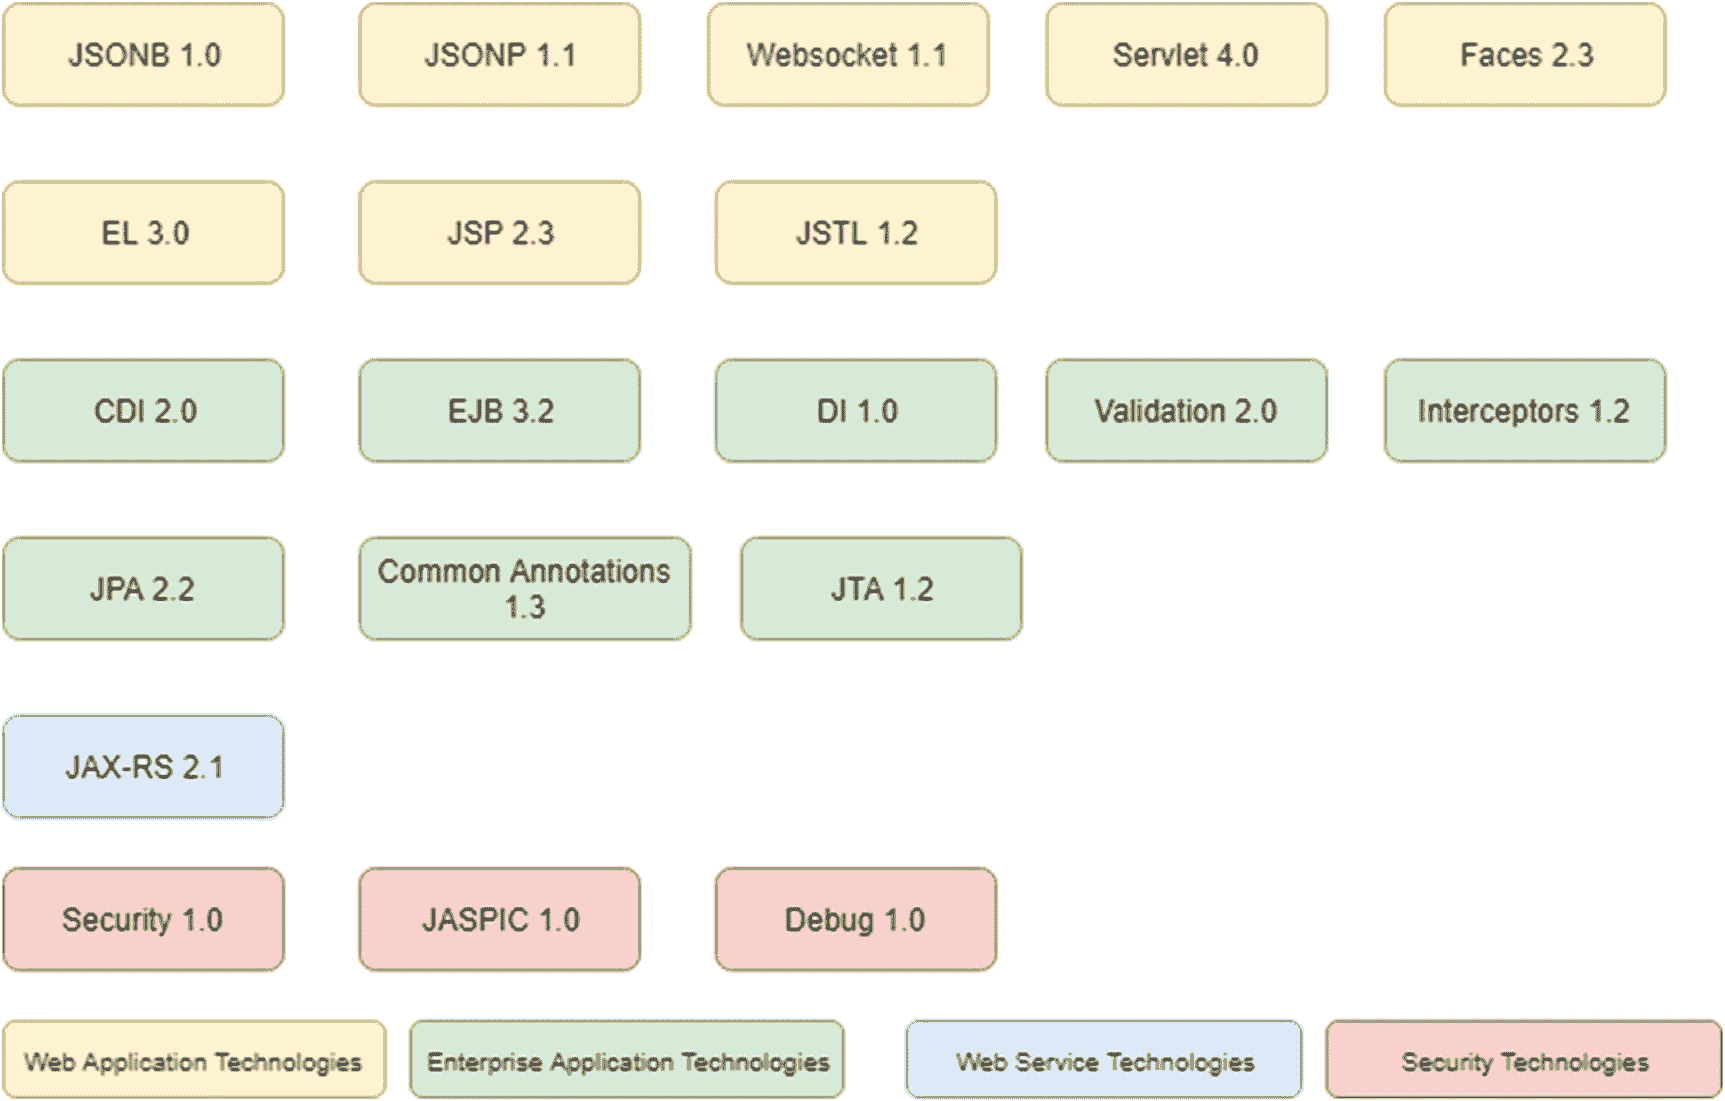 JSONB 1.0
JSONP 1.1
Websocket 1.1
Servlet 4.0
Faces 2.3
EL 3.0
JSP 2.3
JSTL 1.2
CDI 2.0
EJB 3.2
DI 1.0
Validation 2.0
Interceptors 1.2
JPA 2.2
Common Annotations
1.3
JTA 1.2
JAX-RS 2.1
Security 1.0
JASPIC 1.0
Debug 1.0
Web Application Technologies
Enterprise Application Technologies
Web Service Technologies
Security Technologies